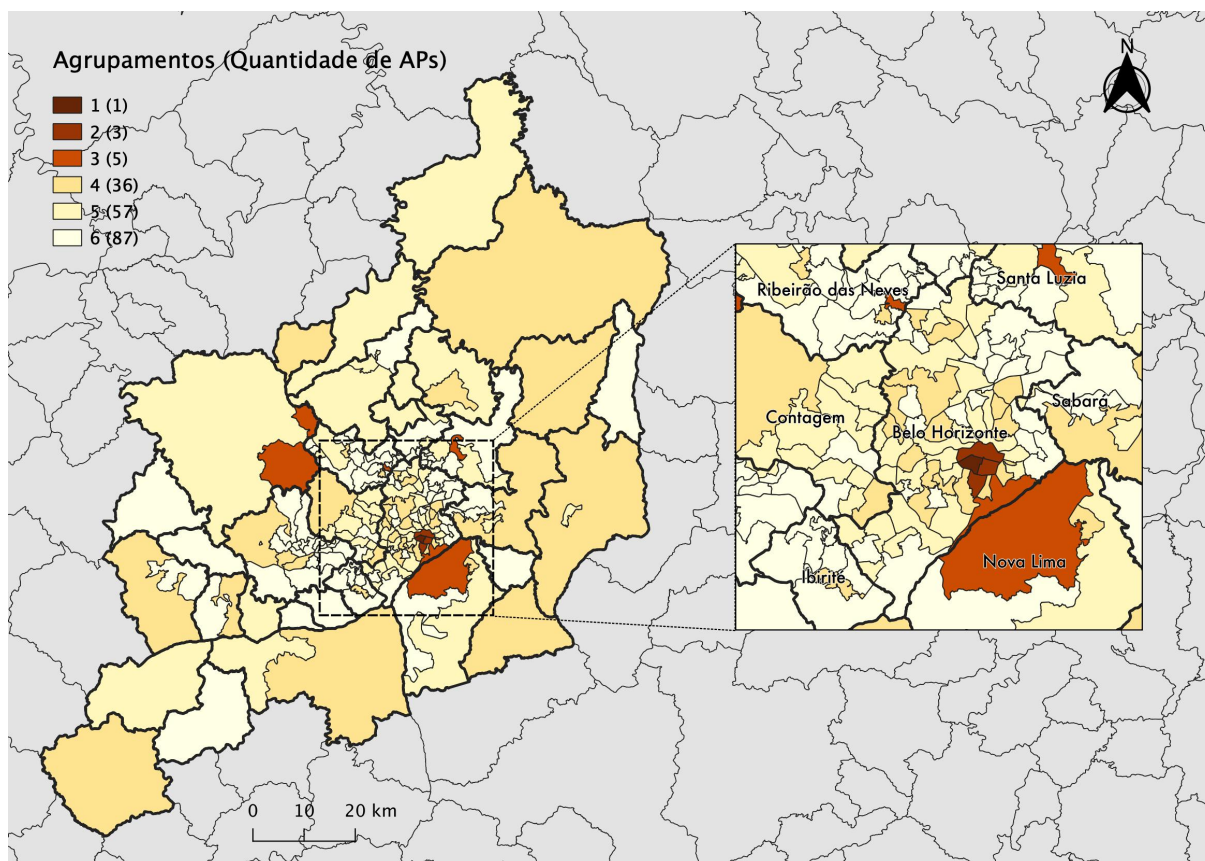 Agrupamentos (Quantidade de APs)
1 (1)
2 (3)
3 (5)
4 (36)
5 (57)
6 (87)
N
Ribeirão das Neves
Santa Luzia
Contagem
Sabará
Belo Horizonte
Nova Lima
Ibirité
0 10 20 km